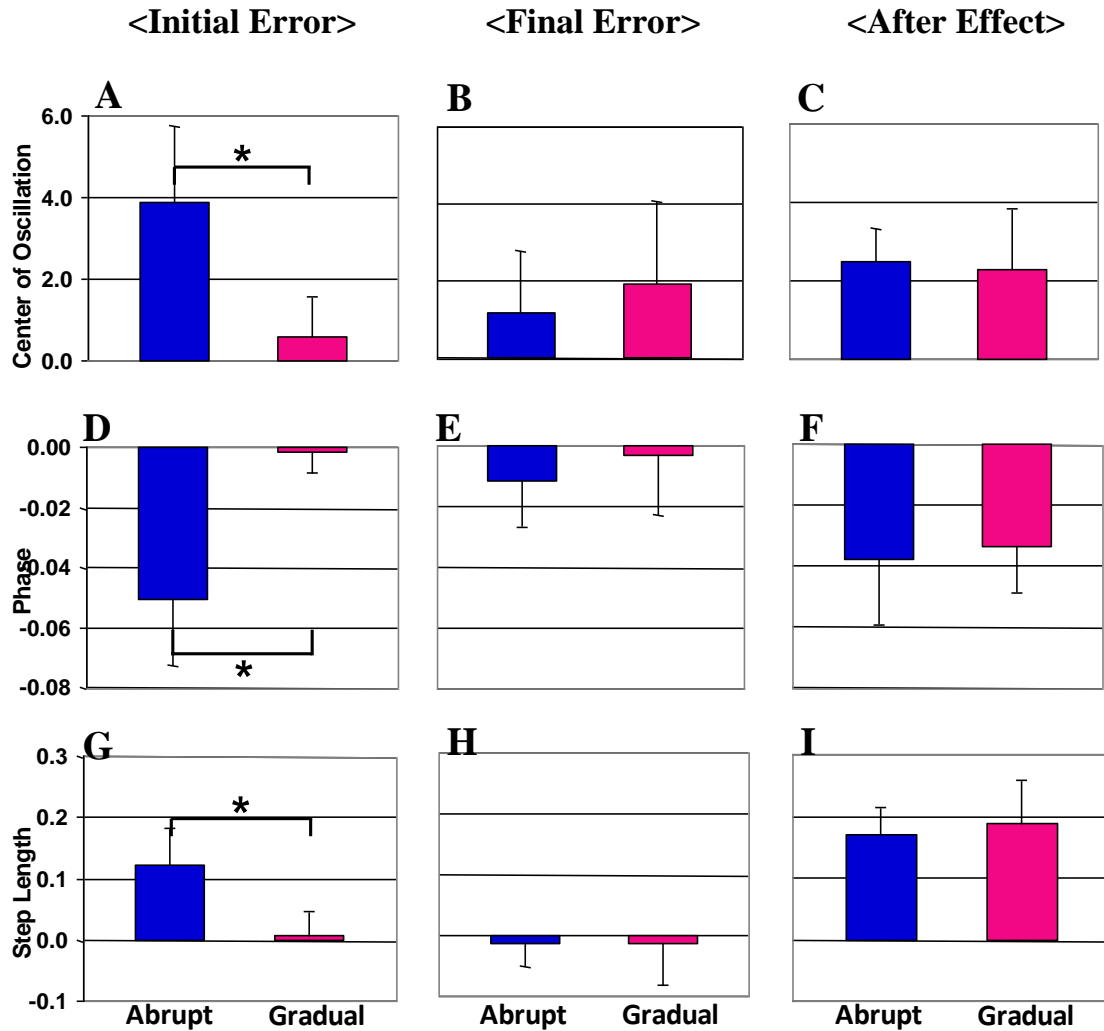 <Initial Error> <Final Error> <After Effect>
A B C
6.0
*
4.0
2.0
0.0
Center of Oscillation
D E F
0.00
-0.02
-0.04
-0.06
-0.08
*
Phase
G H I
0.3
*
0.2
0.1
0.0
-0.1
Step Length
Abrupt Gradual Abrupt Gradual Abrupt Gradual